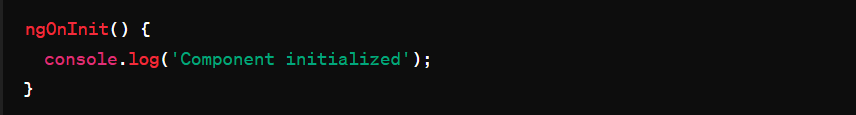 ngOnInit() {
  console.log('Component initialized');
}